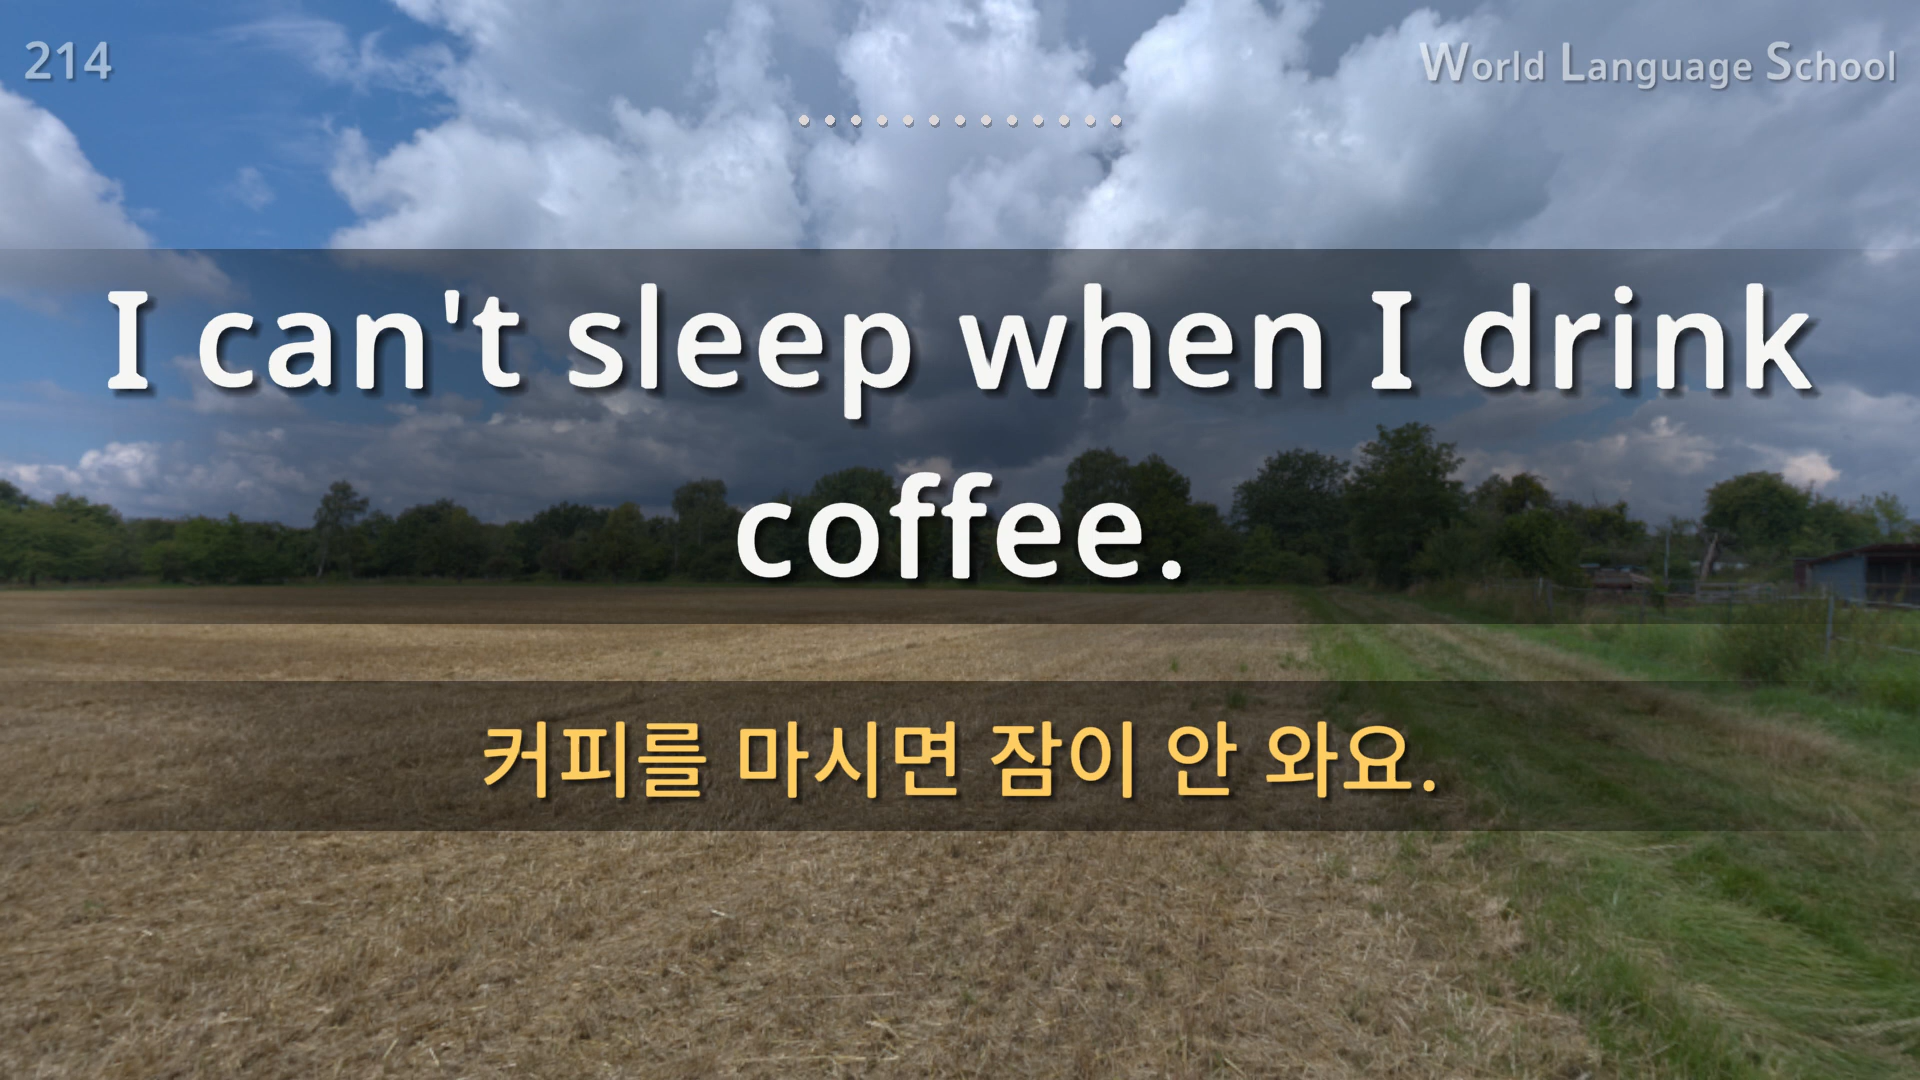 214
World Language School
I can't sleep when I drink
coffee.
커피를 마시면 잠이 안 와요.